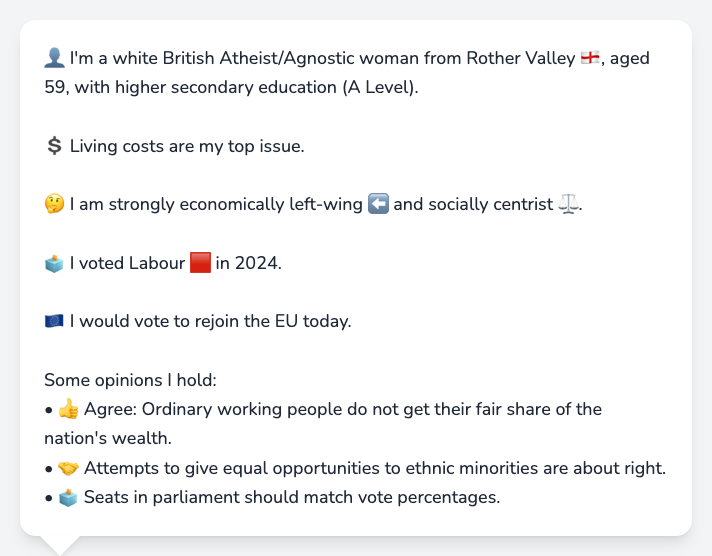 👤 I'm a white British Atheist/Agnostic woman from Rother Valley 🏴󠁧󠁢󠁥󠁮󠁧󠁿, aged
59, with higher secondary education (A Level).
💲 Living costs are my top issue.
🤔 I am strongly economically left-wing ⬅️ and socially centrist ⚖️.
🗳️ I voted Labour 🟥 in 2024.
🇪🇺 I would vote to rejoin the EU today.
Some opinions I hold:
• 👍 Agree: Ordinary working people do not get their fair share of the
nation's wealth.
• 🤝 Attempts to give equal opportunities to ethnic minorities are about right.
• 🗳️ Seats in parliament should match vote percentages.